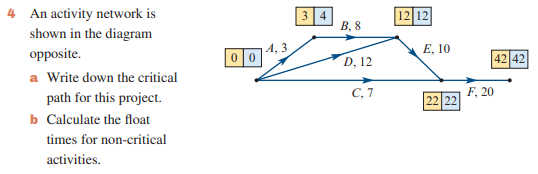 4 An activity network is
shown in the diagram
opposite.
a Write down the critical
path for this project.
b Calculate the float
times for non-critical
activities.
3 4
12 12
B, 8
0 0
A, 3
D, 12
E, 10
42 42
C, 7
22 22
F, 20